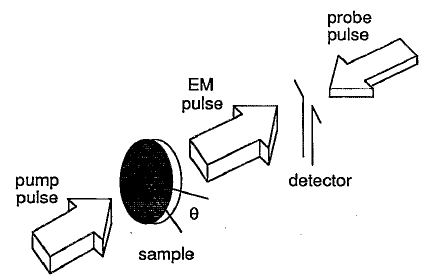 probe
pulse
EM
pulse
detector
pump
pulse
θ
sample